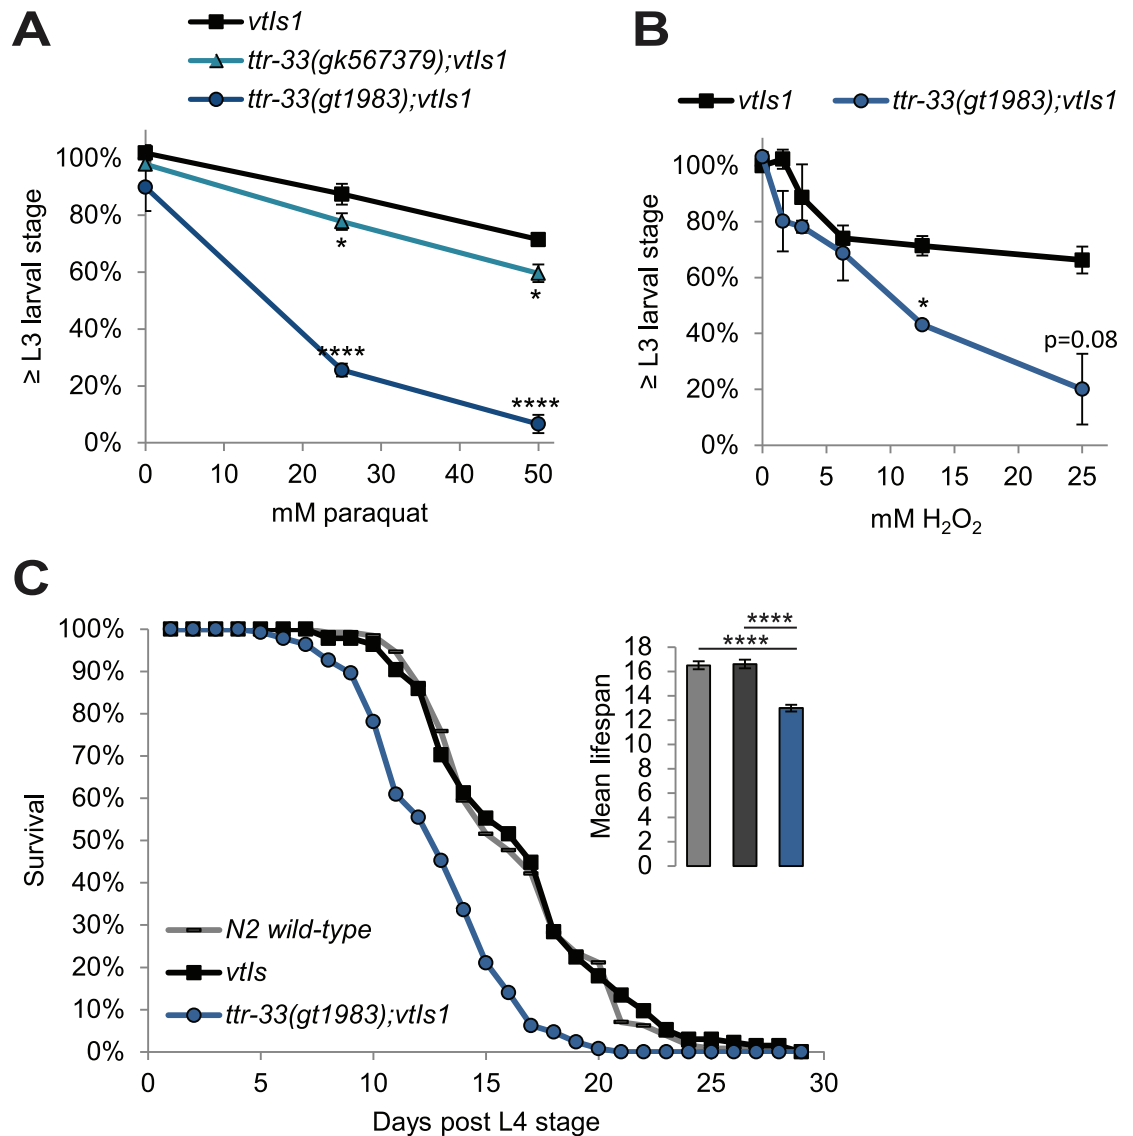 A
vtIs1
ttr-33(gk567379);vtIs1
ttr-33(gt1983);vtIs1
≥ L3 larval stage
100%
80%
60%
40%
20%
0%
*
*
****
****
0 10 20 30 40 50
mM paraquat
B
vtIs1 ttr-33(gt1983);vtIs1
≥ L3 larval stage
100%
80%
60%
40%
20%
0%
*
p=0.08
0 5 10 15 20 25
mM H₂O₂
C
Survival
100%
90%
80%
70%
60%
50%
40%
30%
20%
10%
0%
N2 wild-type
vtIs
ttr-33(gt1983);vtIs1
0 5 10 15 20 25 30
Days post L4 stage
****
****
Mean lifespan
18
16
14
12
10
8
6
4
2
0